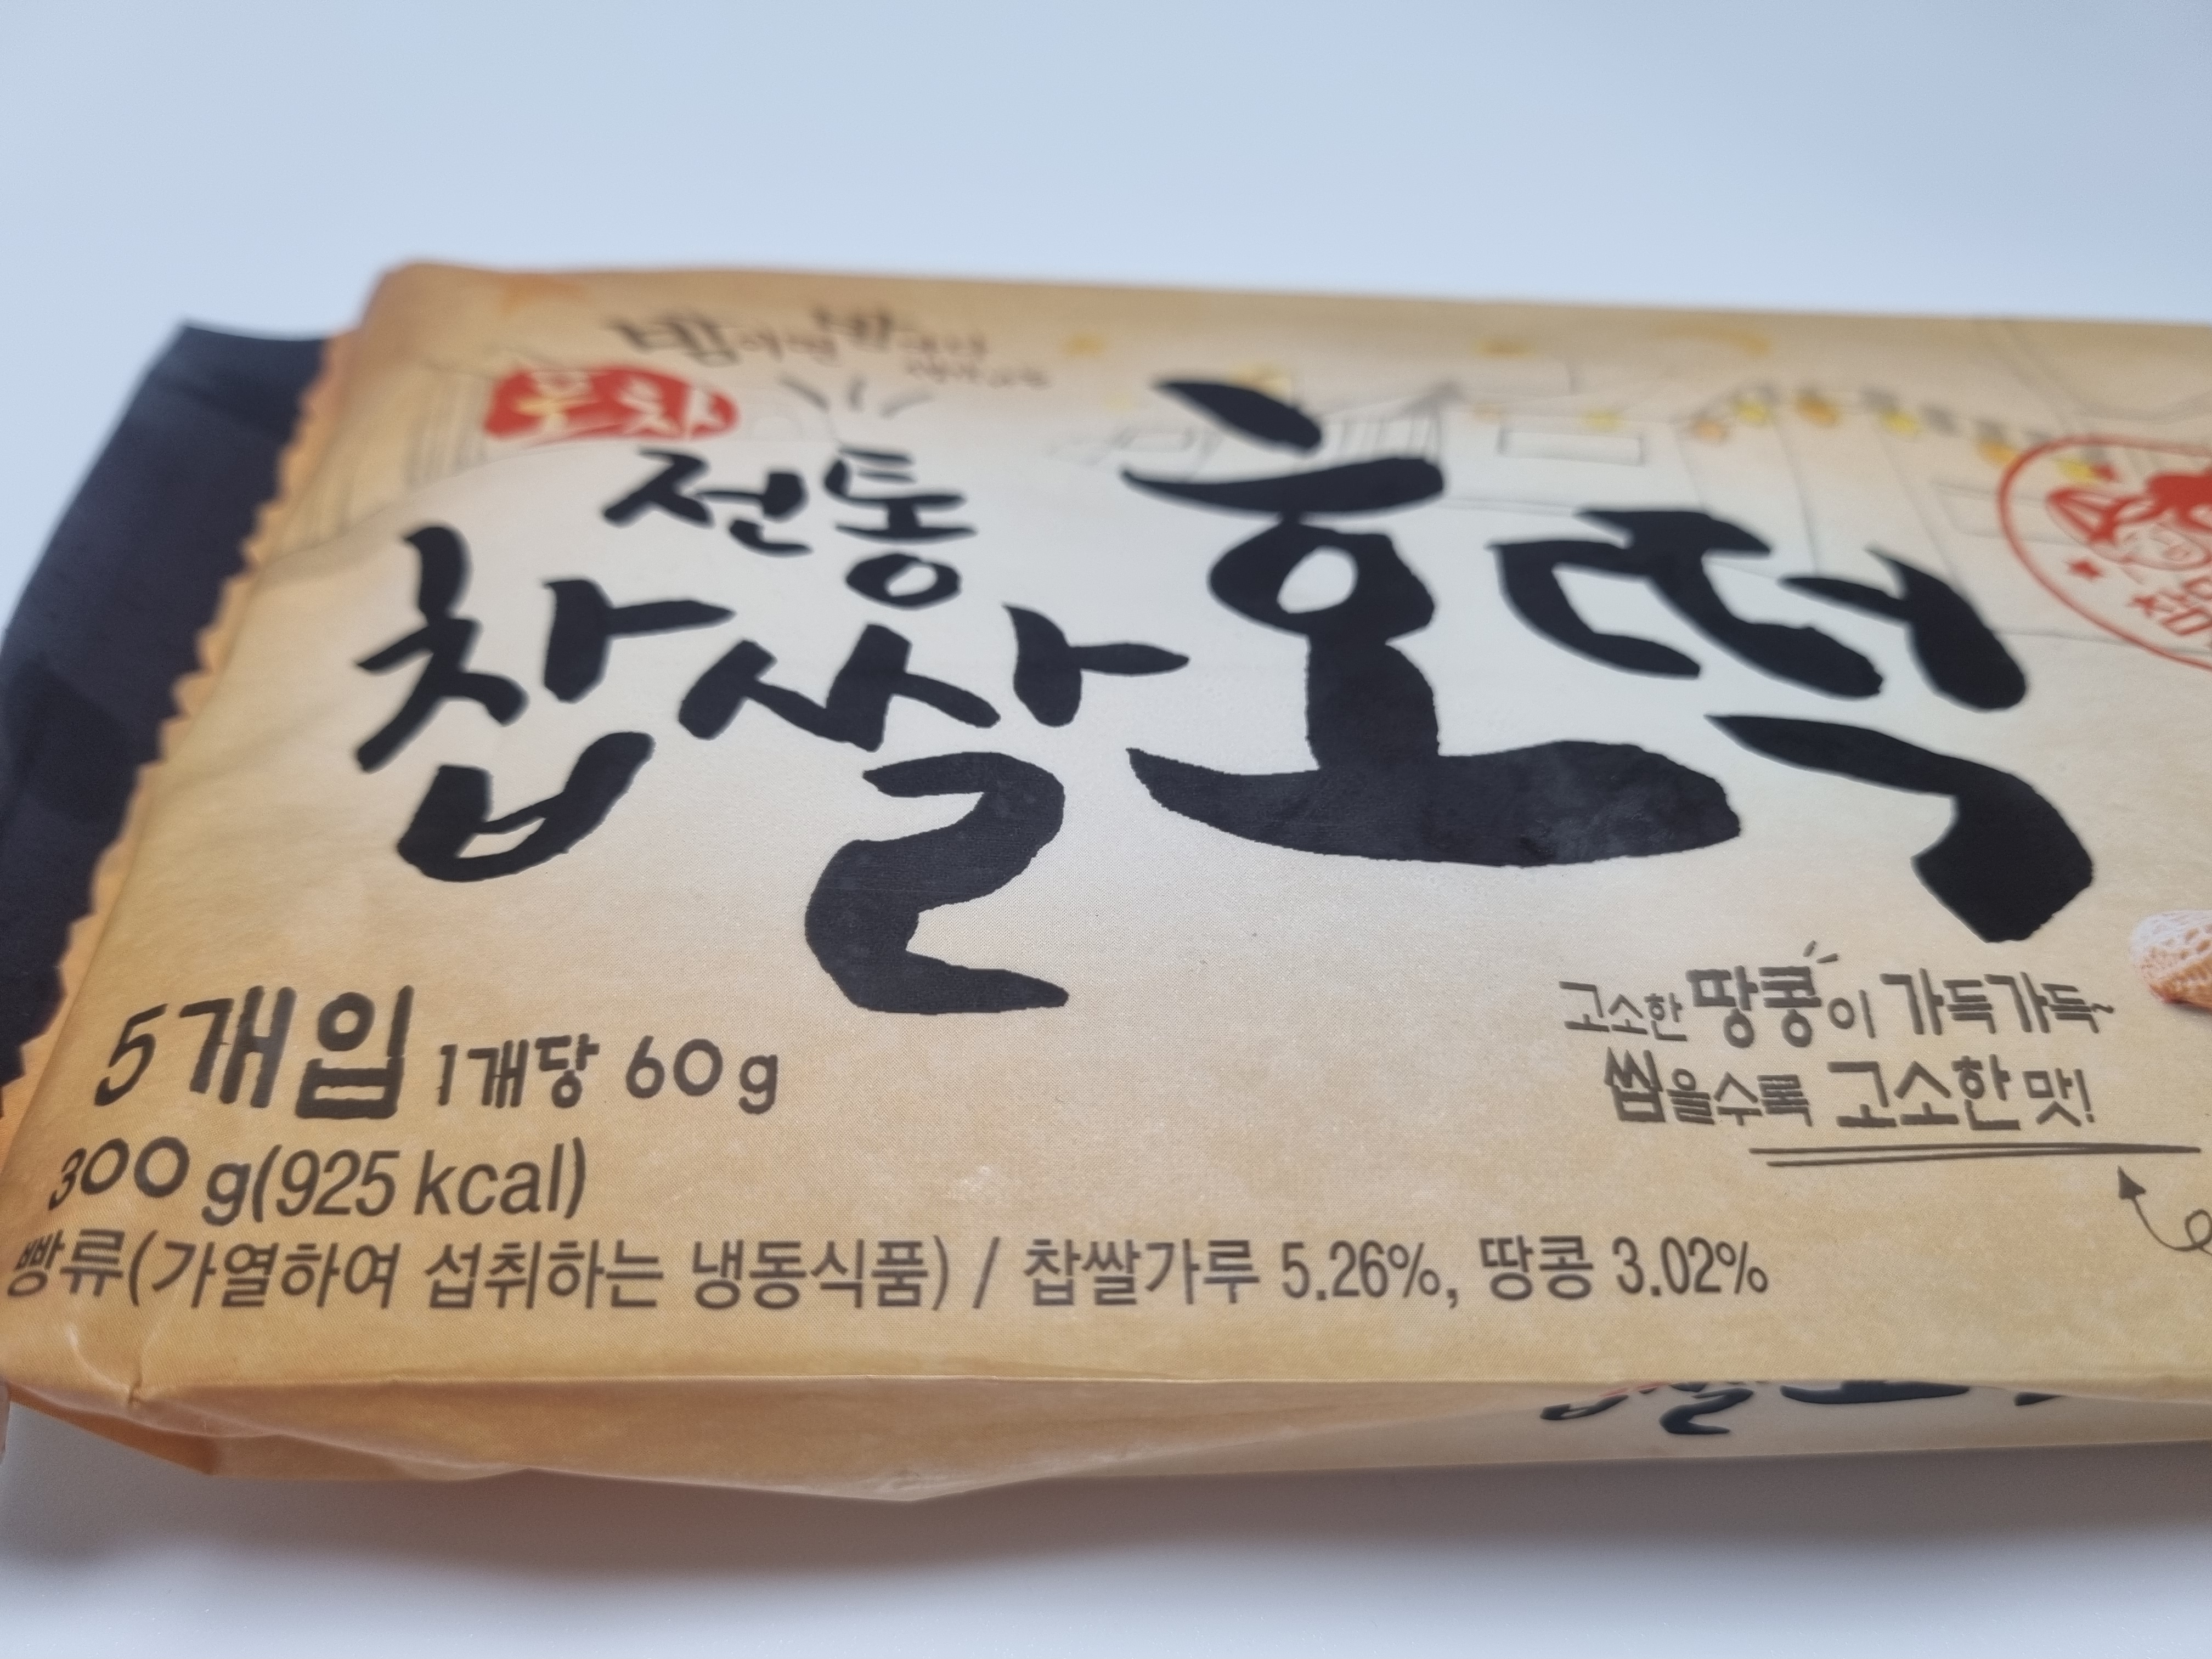 전통
찹쌀
호떡
고소한 땅콩이 가득가득~
씹을수록 고소한 맛!
5개입 1개당 60g
300g(925 kcal)
빵류(가열하여 섭취하는 냉동식품) / 찹쌀가루 5.26%, 땅콩 3.02%